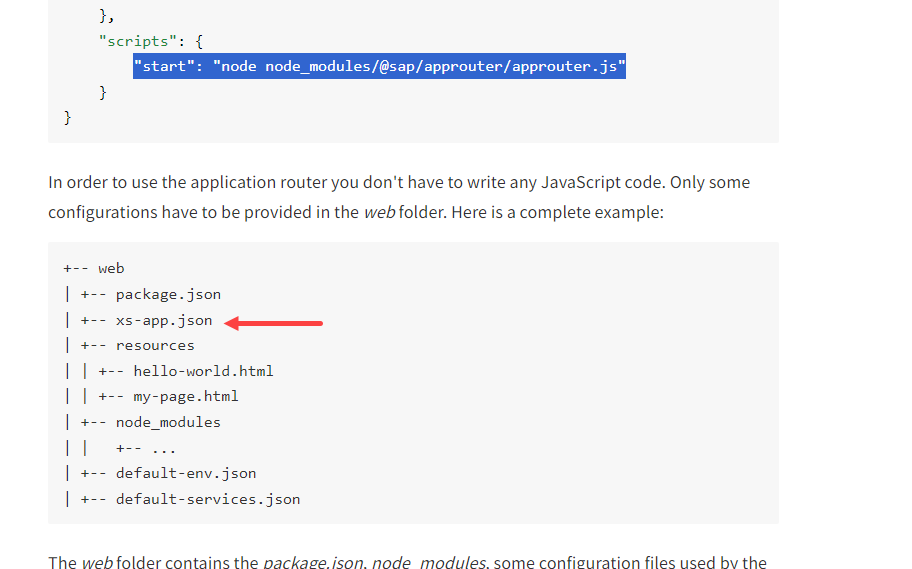 },
"scripts": {
"start": "node node_modules/@sap/approuter/approuter.js"
}
}
In order to use the application router you don't have to write any JavaScript code. Only some
configurations have to be provided in the web folder. Here is a complete example:
+-- web
| +-- package.json
| +-- xs-app.json
| +-- resources
| | +-- hello-world.html
| | +-- my-page.html
| +-- node_modules
| |   +-- ...
| +-- default-env.json
| +-- default-services.json
The web folder contains the package.json, node_modules, some configuration files used by the